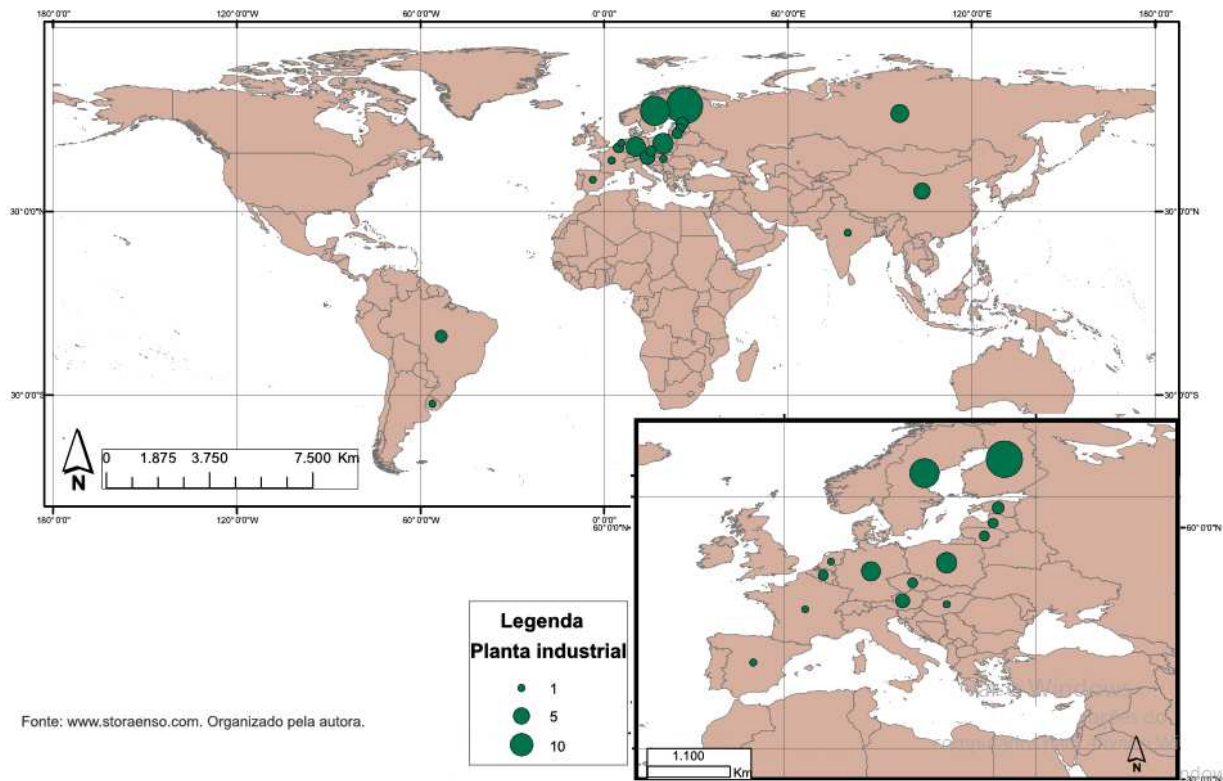 180° 0'0" 120° 0'0"W 60° 0'0"W 0° 0'0" 60° 0'0"E 120° 0'0"E 180° 0'0"
30° 0'0"N 30° 0'0"N
30° 0'0"S 30° 0'0"S
0 1.875 3.750 7.500 Km
N
180° 0'0" 120° 0'0"W 60° 0'0"W 0° 0'0"
60° 0'0"N
60° 0'0"N
Legenda
Planta industrial
1
5
10
Fonte: www.storaenso.com. Organizado pela autora.
1.100
Km
N
Windows